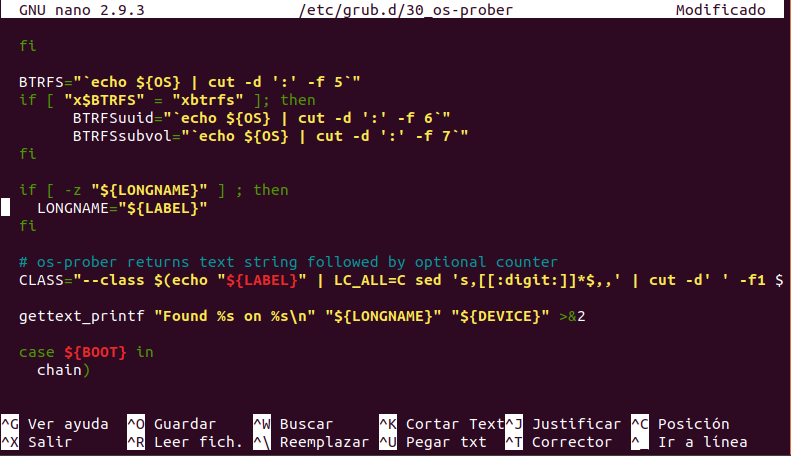 GNU nano 2.9.3 /etc/grub.d/30_os-prober Modificado
fi
BTRFS="`echo ${OS} | cut -d ':' -f 5`"
if [ "x$BTRFS" = "xbtrfs" ]; then
BTRFSuuid="`echo ${OS} | cut -d ':' -f 6`"
BTRFSsubvol="`echo ${OS} | cut -d ':' -f 7`"
fi
if [ -z "${LONGNAME}" ] ; then
LONGNAME="${LABEL}"
fi
# os-prober returns text string followed by optional counter
CLASS="--class $(echo "${LABEL}" | LC_ALL=C sed 's,[[:digit:]]*$,,' | cut -d' ' -f1 $
gettext_printf "Found %s on %s\n" "${LONGNAME}" "${DEVICE}" >&2
case ${BOOT} in
chain)
^G Ver ayuda ^O Guardar ^W Buscar ^K Cortar Text ^J Justificar ^C Posición
^X Salir ^R Leer fich. ^\ Reemplazar ^U Pegar txt ^T Corrector ^_ Ir a línea